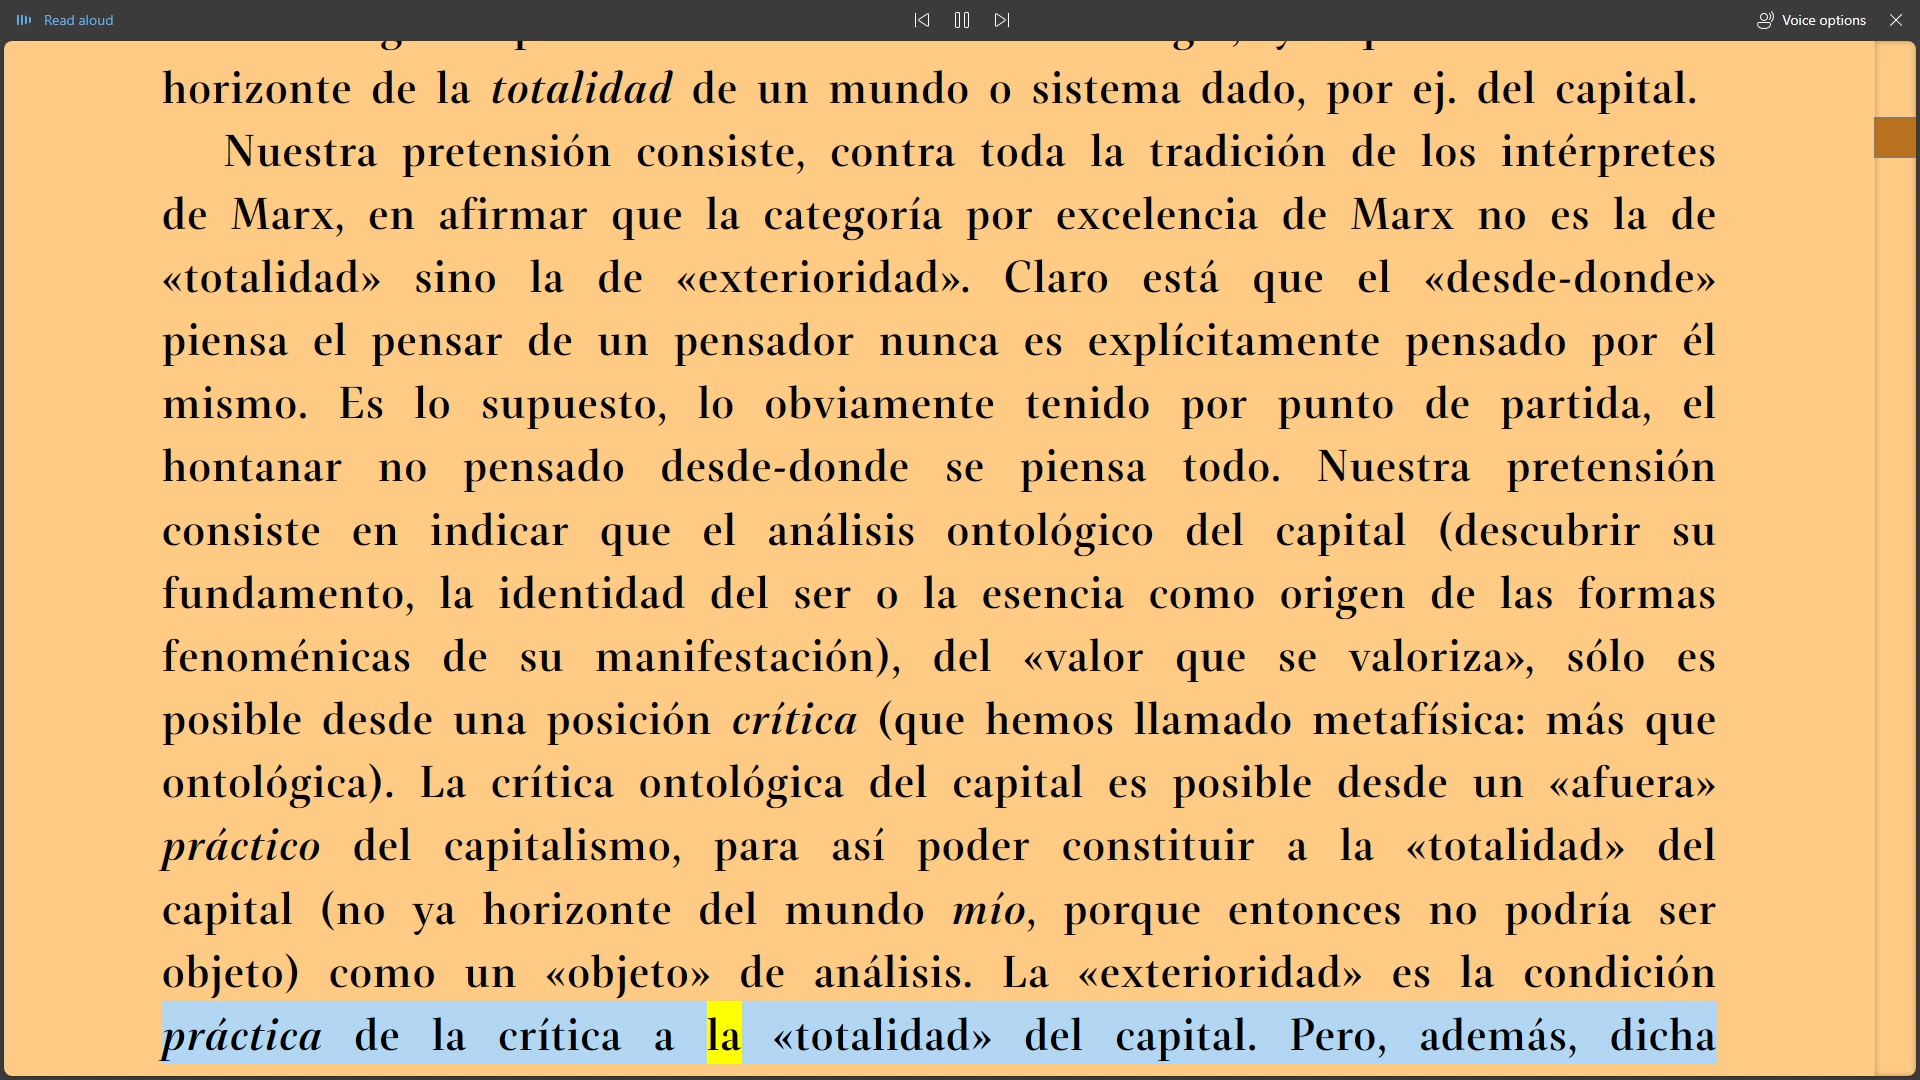 Read aloud
Voice options
horizonte de la totalidad de un mundo o sistema dado, por ej. del capital.
Nuestra pretensión consiste, contra toda la tradición de los intérpretes
de Marx, en afirmar que la categoría por excelencia de Marx no es la de
«totalidad» sino la de «exterioridad». Claro está que el «desde-donde»
piensa el pensar de un pensador nunca es explícitamente pensado por él
mismo. Es lo supuesto, lo obviamente tenido por punto de partida, el
hontanar no pensado desde-donde se piensa todo. Nuestra pretensión
consiste en indicar que el análisis ontológico del capital (descubrir su
fundamento, la identidad del ser o la esencia como origen de las formas
fenoménicas de su manifestación), del «valor que se valoriza», sólo es
posible desde una posición crítica (que hemos llamado metafísica: más que
ontológica). La crítica ontológica del capital es posible desde un «afuera»
práctico del capitalismo, para así poder constituir a la «totalidad» del
capital (no ya horizonte del mundo mío, porque entonces no podría ser
objeto) como un «objeto» de análisis. La «exterioridad» es la condición
práctica de la crítica a la «totalidad» del capital. Pero, además, dicha